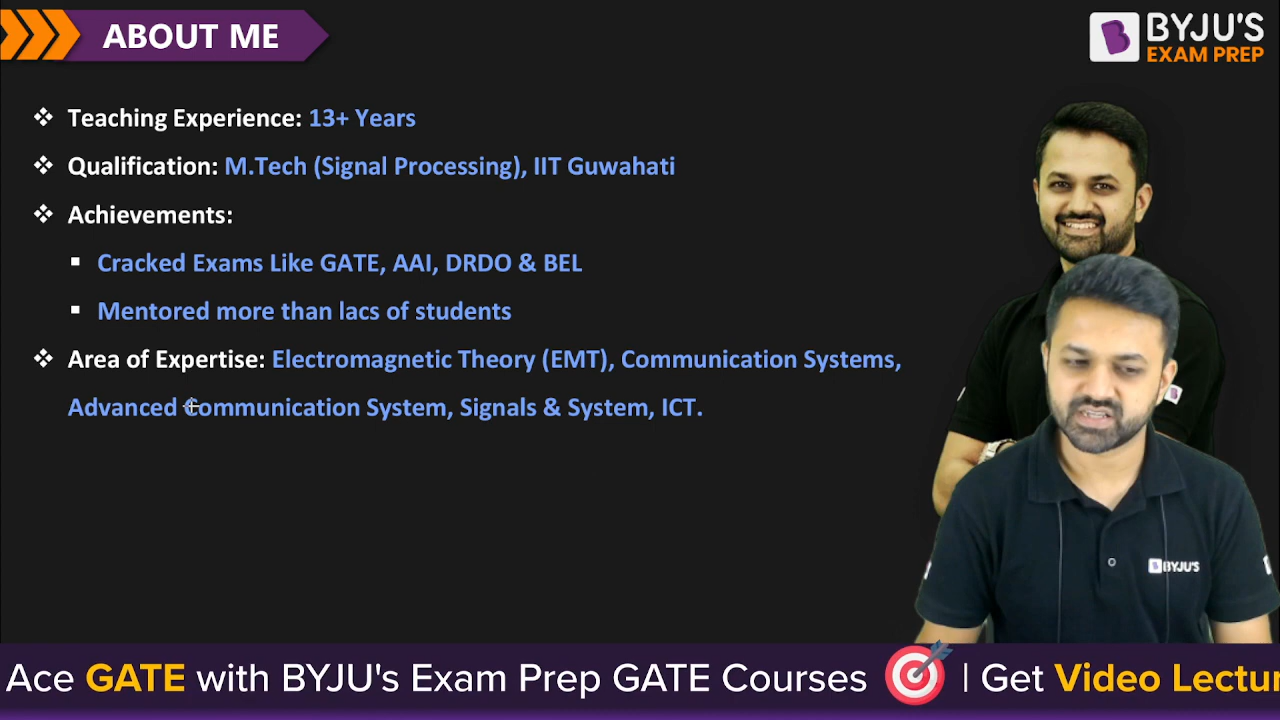 ABOUT ME
BYJU'S
EXAM PREP
❖ Teaching Experience: 13+ Years
❖ Qualification: M.Tech (Signal Processing), IIT Guwahati
❖ Achievements:
▪ Cracked Exams Like GATE, AAI, DRDO & BEL
▪ Mentored more than lacs of students
❖ Area of Expertise: Electromagnetic Theory (EMT), Communication Systems,
Advanced Communication System, Signals & System, ICT.
BYJU'S
Ace GATE with BYJU's Exam Prep GATE Courses | Get Video Lectur